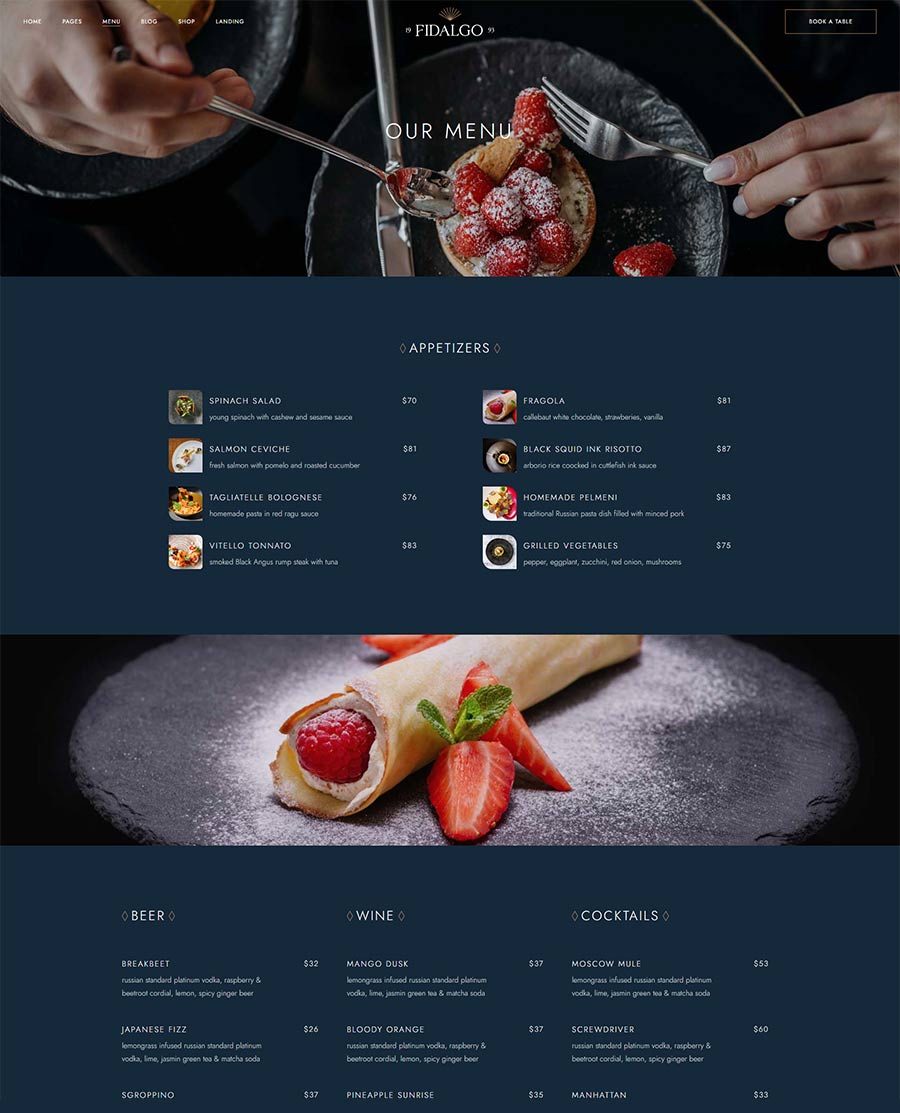 HOME PAGES MENU BLOG SHOP LANDING
19 FIDALGO 93
BOOK A TABLE
OUR MENU
APPETIZERS
SPINACH SALAD $70
young spinach with cashew and sesame sauce
SALMON CEVICHE $81
fresh salmon with pomelo and roasted cucumber
TAGLIATELLE BOLOGNESE $76
homemade pasta in red ragu sauce
VITELLO TONNATO $83
smoked Black Angus rump steak with tuna
FRAGOLA $81
callebaut white chocolate, strawberries, vanilla
BLACK SQUID INK RISOTTO $87
arborio rice coocked in cuttlefish ink sauce
HOMEMADE PELMENI $83
traditional Russian pasta dish filled with minced pork
GRILLED VEGETABLES $75
pepper, eggplant, zucchini, red onion, mushrooms
BEER
BREAKBEET $32
russian standard platinum vodka, raspberry &
beetroot cordial, lemon, spicy ginger beer
JAPANESE FIZZ $26
lemongrass infused russian standard platinum
vodka, lime, jasmin green tea & matcha soda
SGROPPINO $37
WINE
MANGO DUSK $37
lemongrass infused russian standard platinum
vodka, lime, jasmin green tea & matcha soda
BLOODY ORANGE $37
russian standard platinum vodka, raspberry &
beetroot cordial, lemon, spicy ginger beer
PINEAPPLE SUNRISE $35
COCKTAILS
MOSCOW MULE $53
lemongrass infused russian standard platinum
vodka, lime, jasmin green tea & matcha soda
SCREWDRIVER $60
russian standard platinum vodka, raspberry &
beetroot cordial, lemon, spicy ginger beer
MANHATTAN $33